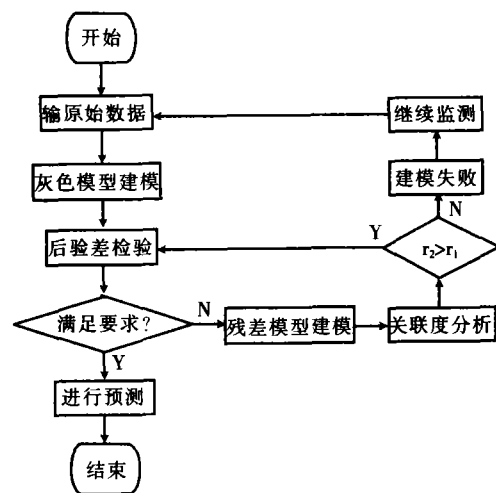 开始
输原始数据
继续监测
灰色模型建模
建模失败
N
Y
后验差检验
r₂>r₁
满足要求?
N
残差模型建模
关联度分析
Y
进行预测
结束